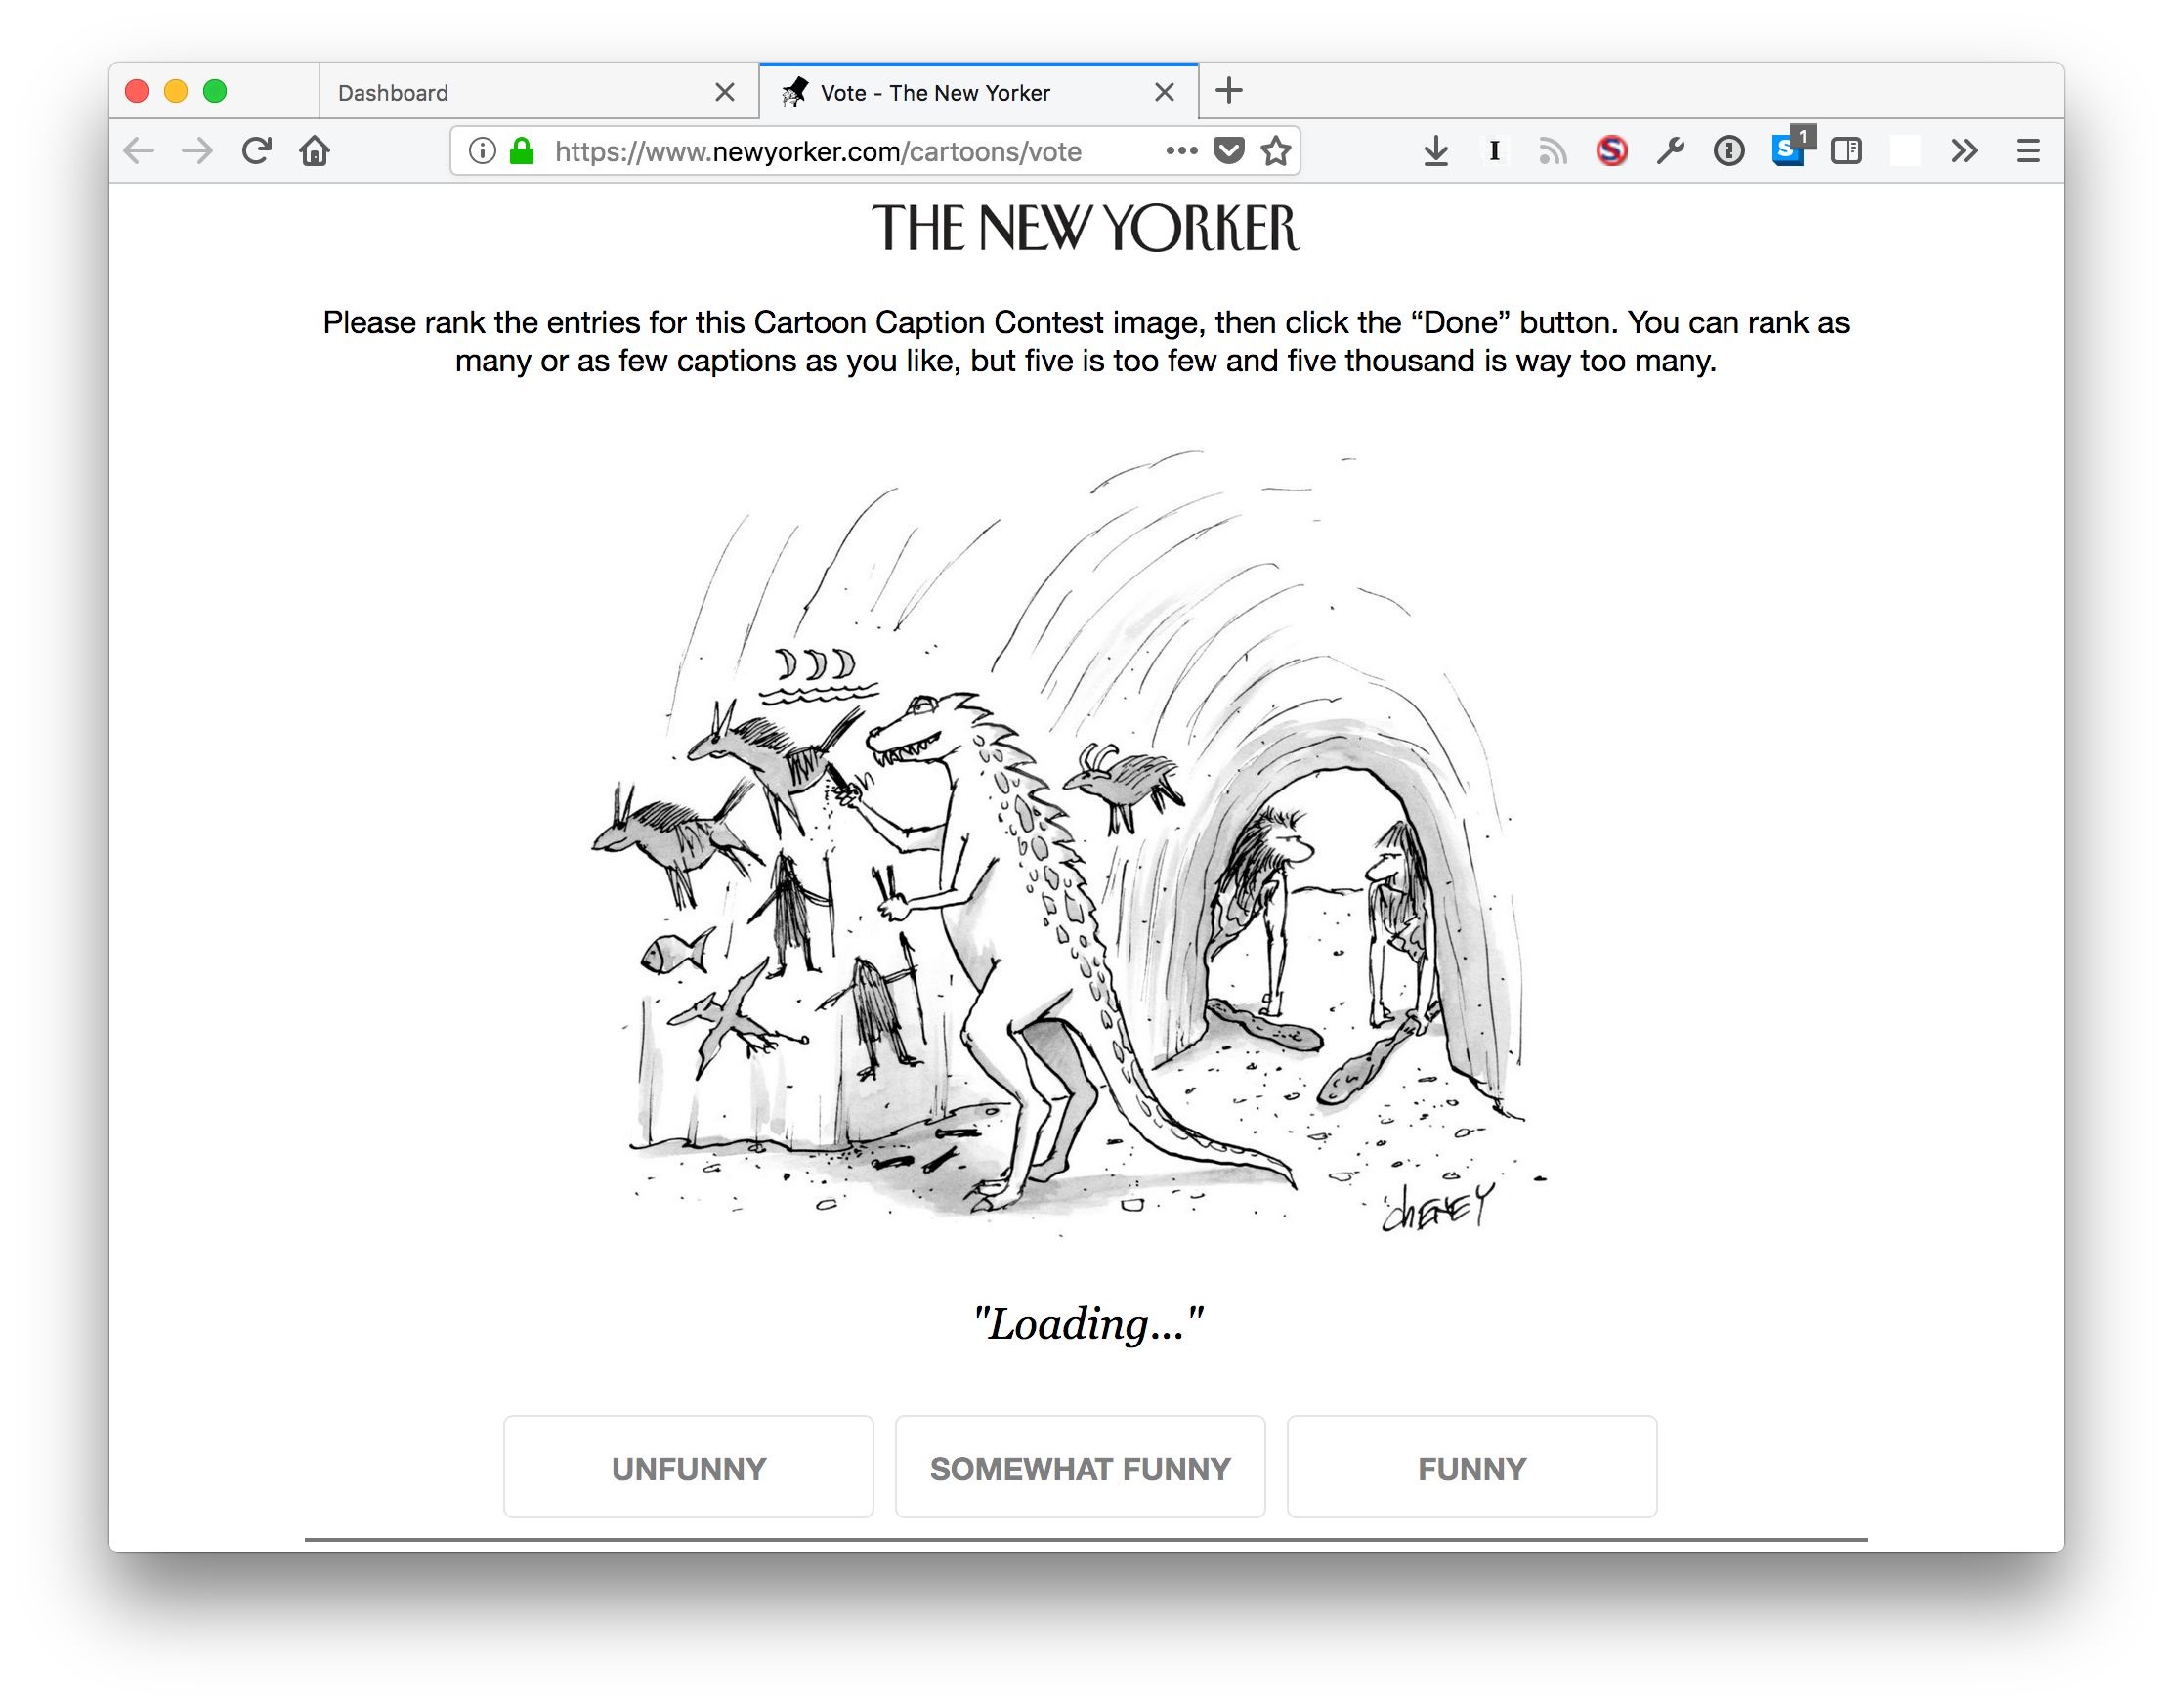 Dashboard
Vote - The New Yorker
https://www.newyorker.com/cartoons/vote
I
S
S
1
THE NEW YORKER
Please rank the entries for this Cartoon Caption Contest image, then click the “Done” button. You can rank as
many or as few captions as you like, but five is too few and five thousand is way too many.
CHENEY
"Loading..."
UNFUNNY
SOMEWHAT FUNNY
FUNNY